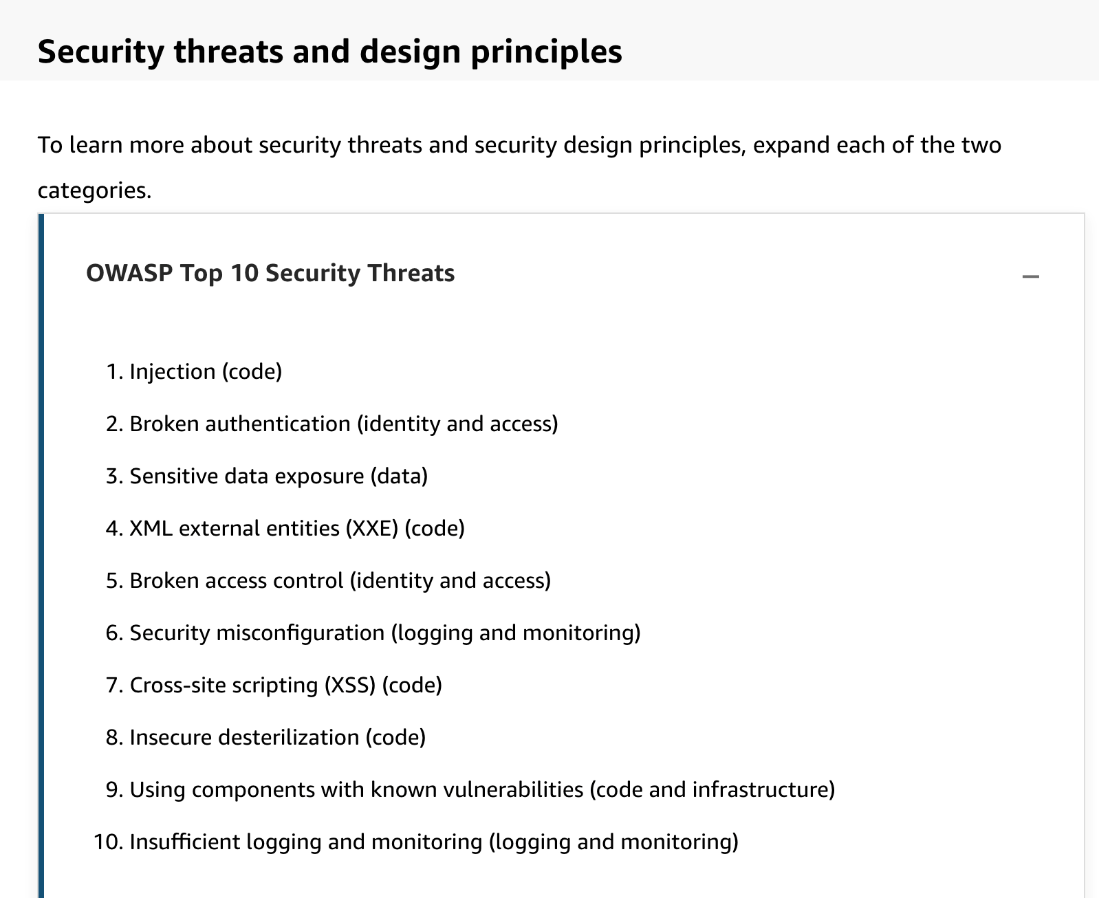 Security threats and design principles
To learn more about security threats and security design principles, expand each of the two
categories.
OWASP Top 10 Security Threats
1. Injection (code)
2. Broken authentication (identity and access)
3. Sensitive data exposure (data)
4. XML external entities (XXE) (code)
5. Broken access control (identity and access)
6. Security misconfiguration (logging and monitoring)
7. Cross-site scripting (XSS) (code)
8. Insecure desterilization (code)
9. Using components with known vulnerabilities (code and infrastructure)
10. Insufficient logging and monitoring (logging and monitoring)